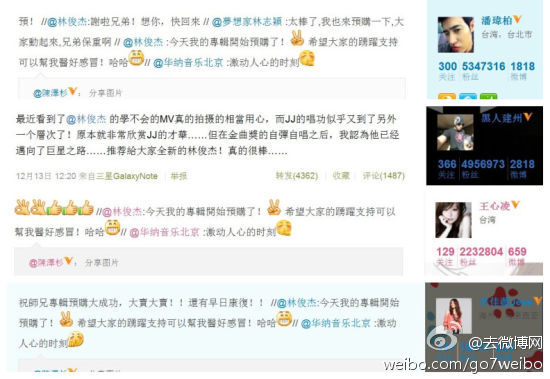 預！ //@林俊杰:謝啦兄弟！想你，快回來 //@夢想家林志穎 :太棒了,我也來預購一下,大
家動起來,兄弟保重啊 //@林俊杰:今天我的專輯開始預購了！ 希望大家的踴躍支持
可以幫我醫好感冒！哈哈 //@华纳音乐北京 :激动人心的时刻
@陳澤杉 ： 分享图片
潘瑋柏
台湾，台北市
300 5347316 1818
关注 粉丝 微博
最近看到了@林俊杰 的學不會的MV真的拍摄的相當用心，而JJ的唱功似乎又到了另外
一個層次了！原本就非常欣赏JJ的才華……但在金曲獎的自彈自唱之后，我認為他已经
邁向了巨星之路……推荐給大家全新的林俊杰！真的很棒……
12月13日 12:20 来自三星GalaxyNote 举报
转发(4362) 收藏 评论(1487)
黑人建州
366 4956973 2818
关注 粉丝 微博
//@林俊杰:今天我的專輯開始預購了！ 希望大家的踴躍支持可以
幫我醫好感冒！哈哈 //@华纳音乐北京 :激动人心的时刻
@陳澤杉 ： 分享图片
王心凌
台湾
129 2232804 659
关注 粉丝 微博
祝師兄專輯預購大成功，大賣大賣！！還有早日康復！！ //@林俊杰:今天我的專輯開始
預購了！ 希望大家的踴躍支持可以幫我醫好感冒！哈哈 //@华纳音乐北京 :激动
人心的时刻
@去微博网
weibo.com/go7weibo